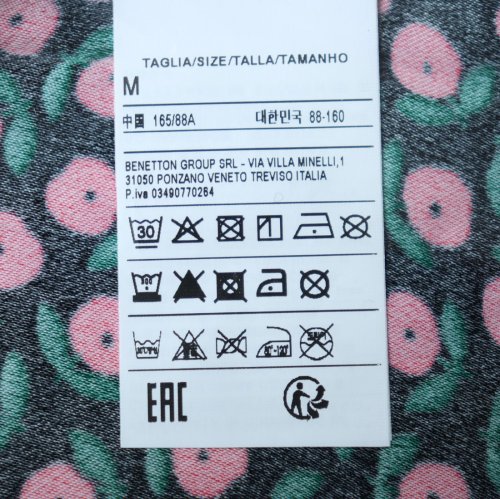 TAGLIA/SIZE/TALLA/TAMANHO
M
中国 165/88A 대한민국 88-160
BENETTON GROUP SRL - VIA VILLA MINELLI,1
31050 PONZANO VENETO TREVISO ITALIA
P.iva 03490770264
30
EAC